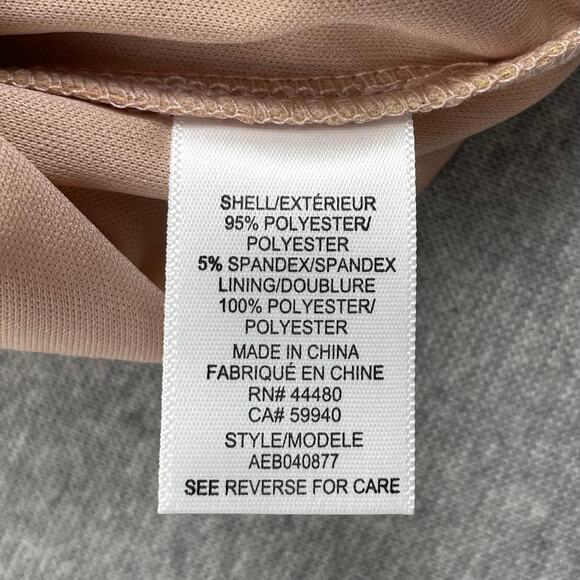 SHELL/EXTÉRIEUR
95% POLYESTER/
POLYESTER
5% SPANDEX/SPANDEX
LINING/DOUBLURE
100% POLYESTER/
POLYESTER
MADE IN CHINA
FABRIQUÉ EN CHINE
RN# 44480
CA# 59940
STYLE/MODELE
AEB040877
SEE REVERSE FOR CARE